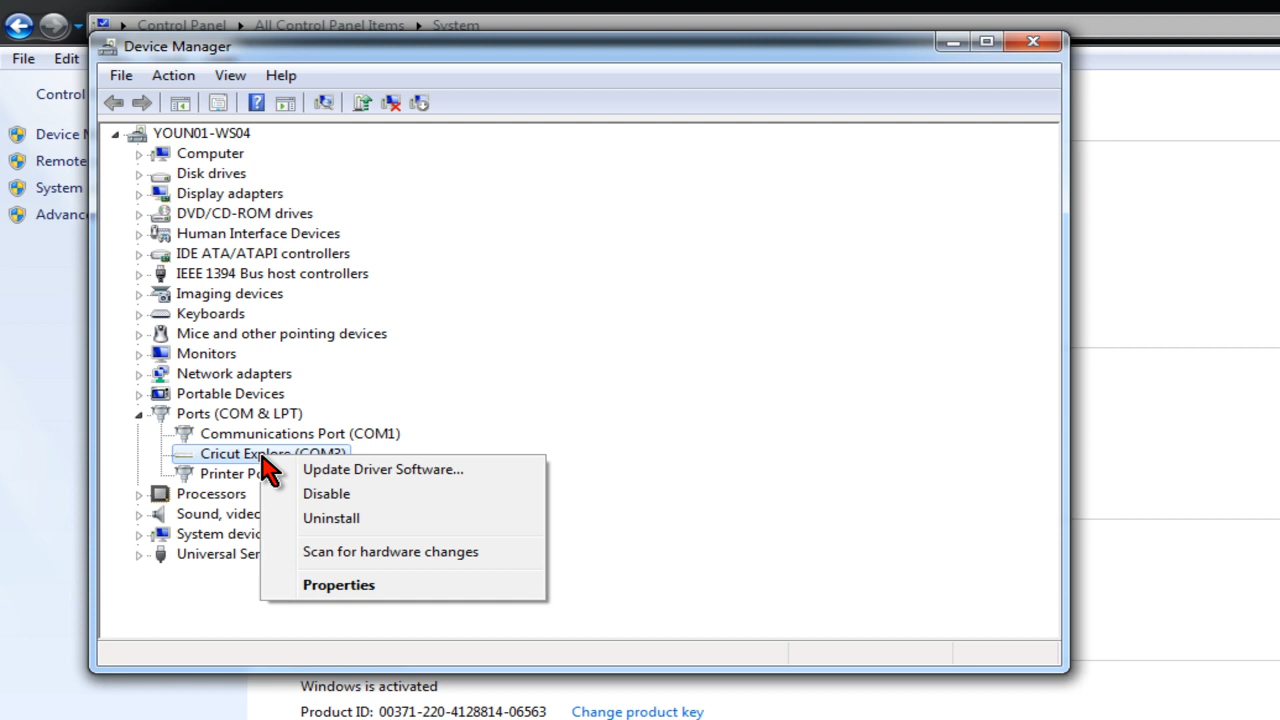 Control Panel All Control Panel Items System
Device Manager
File Edit
File Action View Help
Control
Device M
Remote
System
Advanc
YOUN01-WS04
Computer
Disk drives
Display adapters
DVD/CD-ROM drives
Human Interface Devices
IDE ATA/ATAPI controllers
IEEE 1394 Bus host controllers
Imaging devices
Keyboards
Mice and other pointing devices
Monitors
Network adapters
Portable Devices
Ports (COM & LPT)
Communications Port (COM1)
Cricut Explore (COM3)
Printer Po
Processors
Sound, video
System devic
Universal Ser
Update Driver Software...
Disable
Uninstall
Scan for hardware changes
Properties
Windows is activated
Product ID: 00371-220-4128814-06563 Change product key